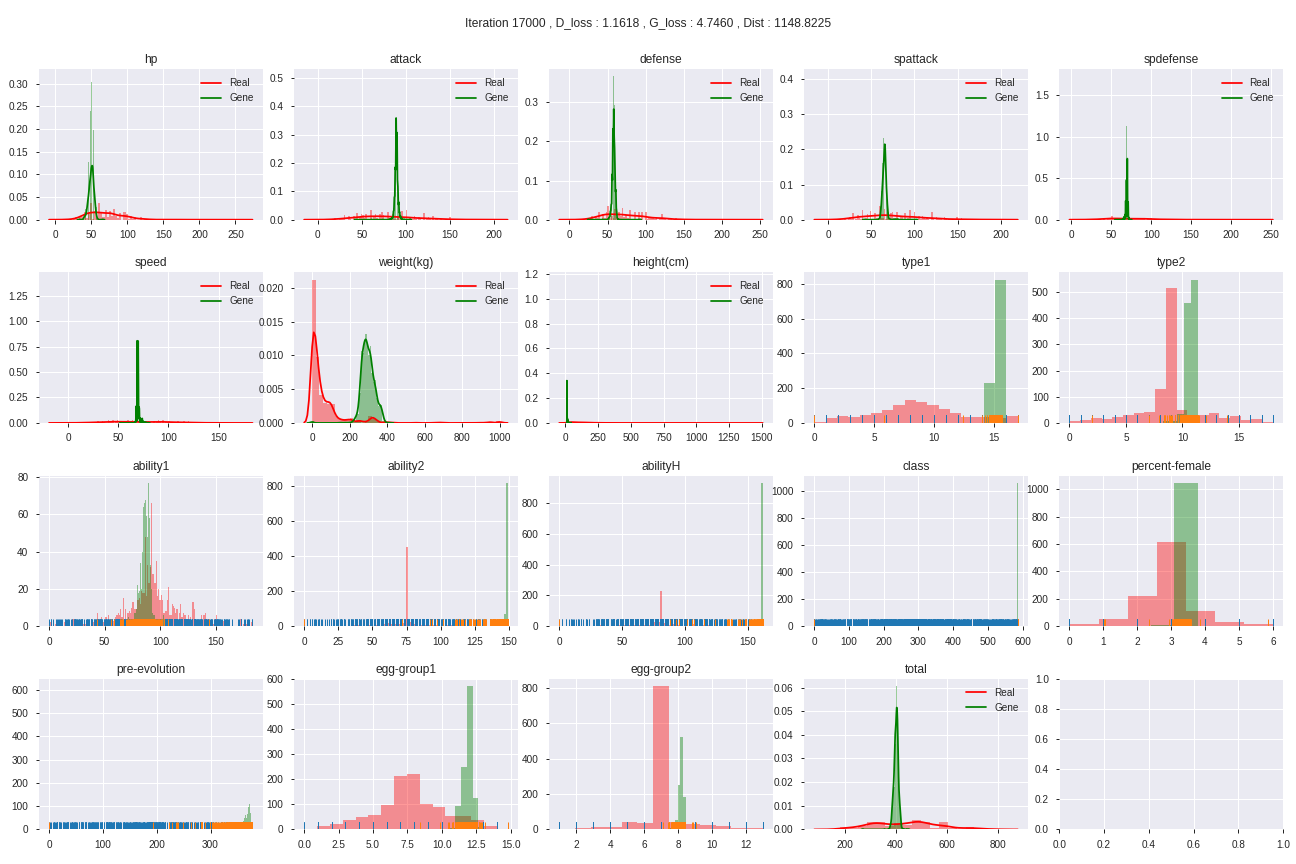 Iteration 17000 , D_loss : 1.1618 , G_loss : 4.7460 , Dist : 1148.8225
hp
0.30
0.25
0.20
0.15
0.10
0.05
0.00
0 50 100 150 200 250
Real
Gene
attack
0.5
0.4
0.3
0.2
0.1
0.0
0 50 100 150 200
Real
Gene
defense
0.3
0.2
0.1
0.0
0 50 100 150 200 250
Real
Gene
spattack
0.4
0.3
0.2
0.1
0.0
0 50 100 150 200
Real
Gene
spdefense
1.5
1.0
0.5
0.0
0 50 100 150 200 250
Real
Gene
speed
1.25
1.00
0.75
0.50
0.25
0.00
0 50 100 150
Real
Gene
weight(kg)
0.020
0.015
0.010
0.005
0.000
0 200 400 600 800 1000
Real
Gene
height(cm)
1.2
1.0
0.8
0.6
0.4
0.2
0.0
0 250 500 750 1000 1250 1500
Real
Gene
type1
800
600
400
200
0
0 5 10 15
type2
500
400
300
200
100
0
0 5 10 15
ability1
80
60
40
20
0
0 50 100 150
ability2
800
600
400
200
0
0 25 50 75 100 125 150
abilityH
800
600
400
200
0
0 50 100 150
class
1000
800
600
400
200
0
0 100 200 300 400 500 600
percent-female
1000
800
600
400
200
0
0 1 2 3 4 5 6
pre-evolution
600
500
400
300
200
100
0
0 100 200 300
egg-group1
600
500
400
300
200
100
0
0.0 2.5 5.0 7.5 10.0 12.5 15.0
egg-group2
800
600
400
200
0
2 4 6 8 10 12
total
0.06
0.05
0.04
0.03
0.02
0.01
0.00
200 400 600 800
Real
Gene
1.0
0.8
0.6
0.4
0.2
0.0
0.0 0.2 0.4 0.6 0.8 1.0